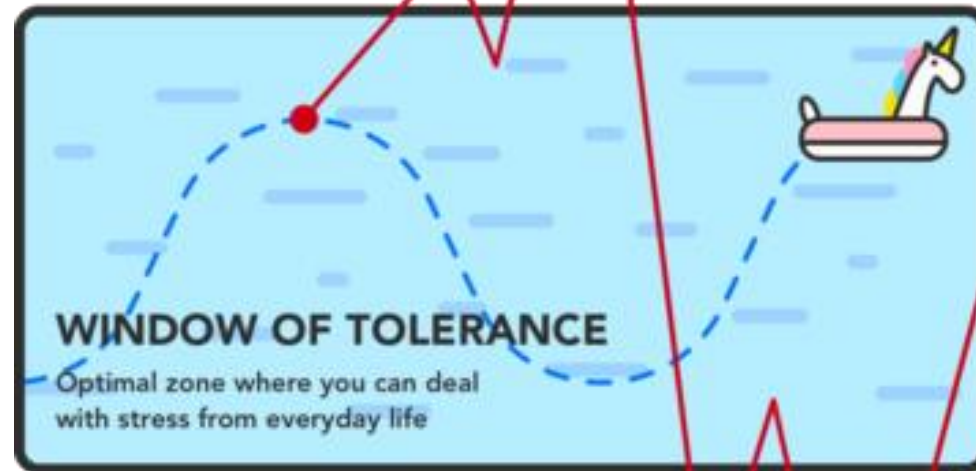 WINDOW OF TOLERANCE
Optimal zone where you can deal
with stress from everyday life